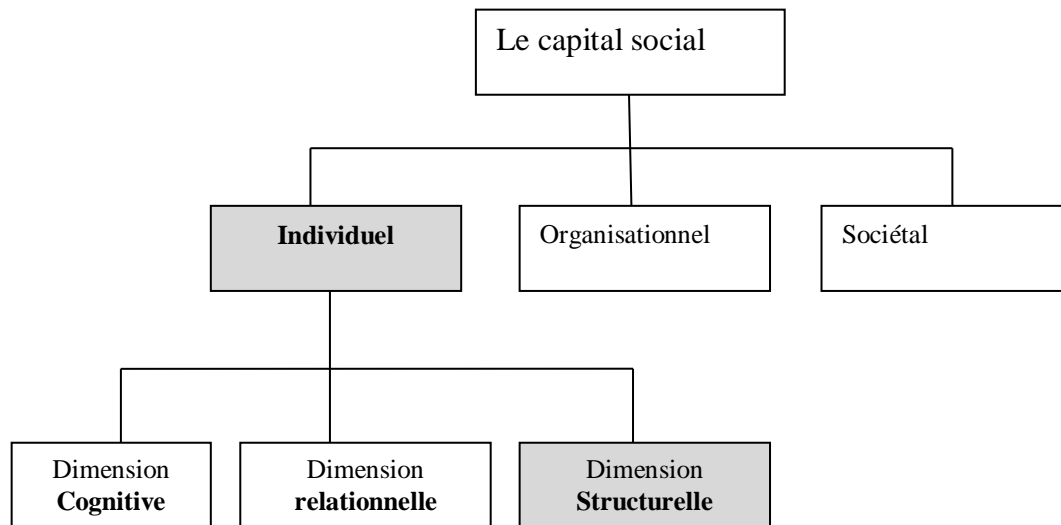 Le capital social
Individuel
Organisationnel
Sociétal
Dimension
Cognitive
Dimension
relationnelle
Dimension
Structurelle